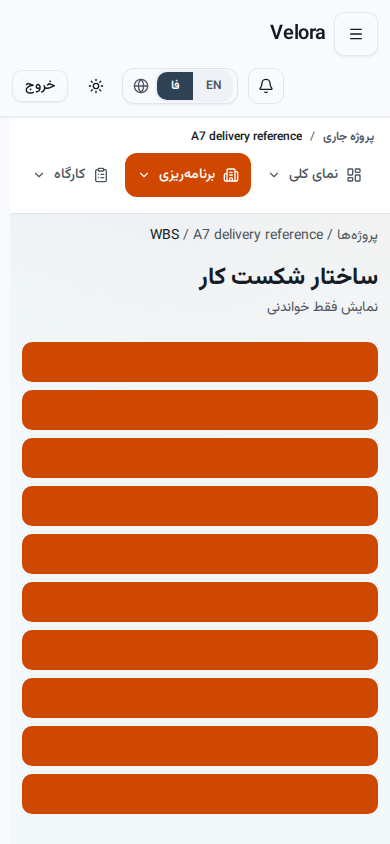 Velora
EN فا خروج
پروژه جاری / A7 delivery reference
نمای کلی برنامه‌ریزی کارگاه
پروژه‌ها / A7 delivery reference / WBS
ساختار شکست کار
نمایش فقط خواندنی